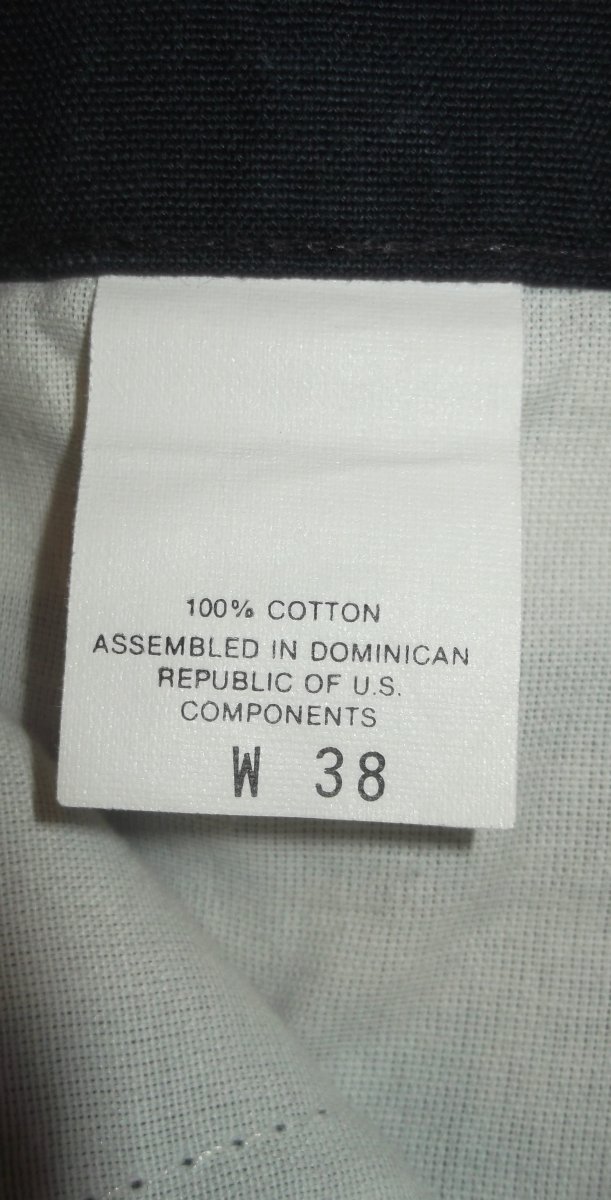 100% COTTON
ASSEMBLED IN DOMINICAN
REPUBLIC OF U.S.
COMPONENTS
W 38